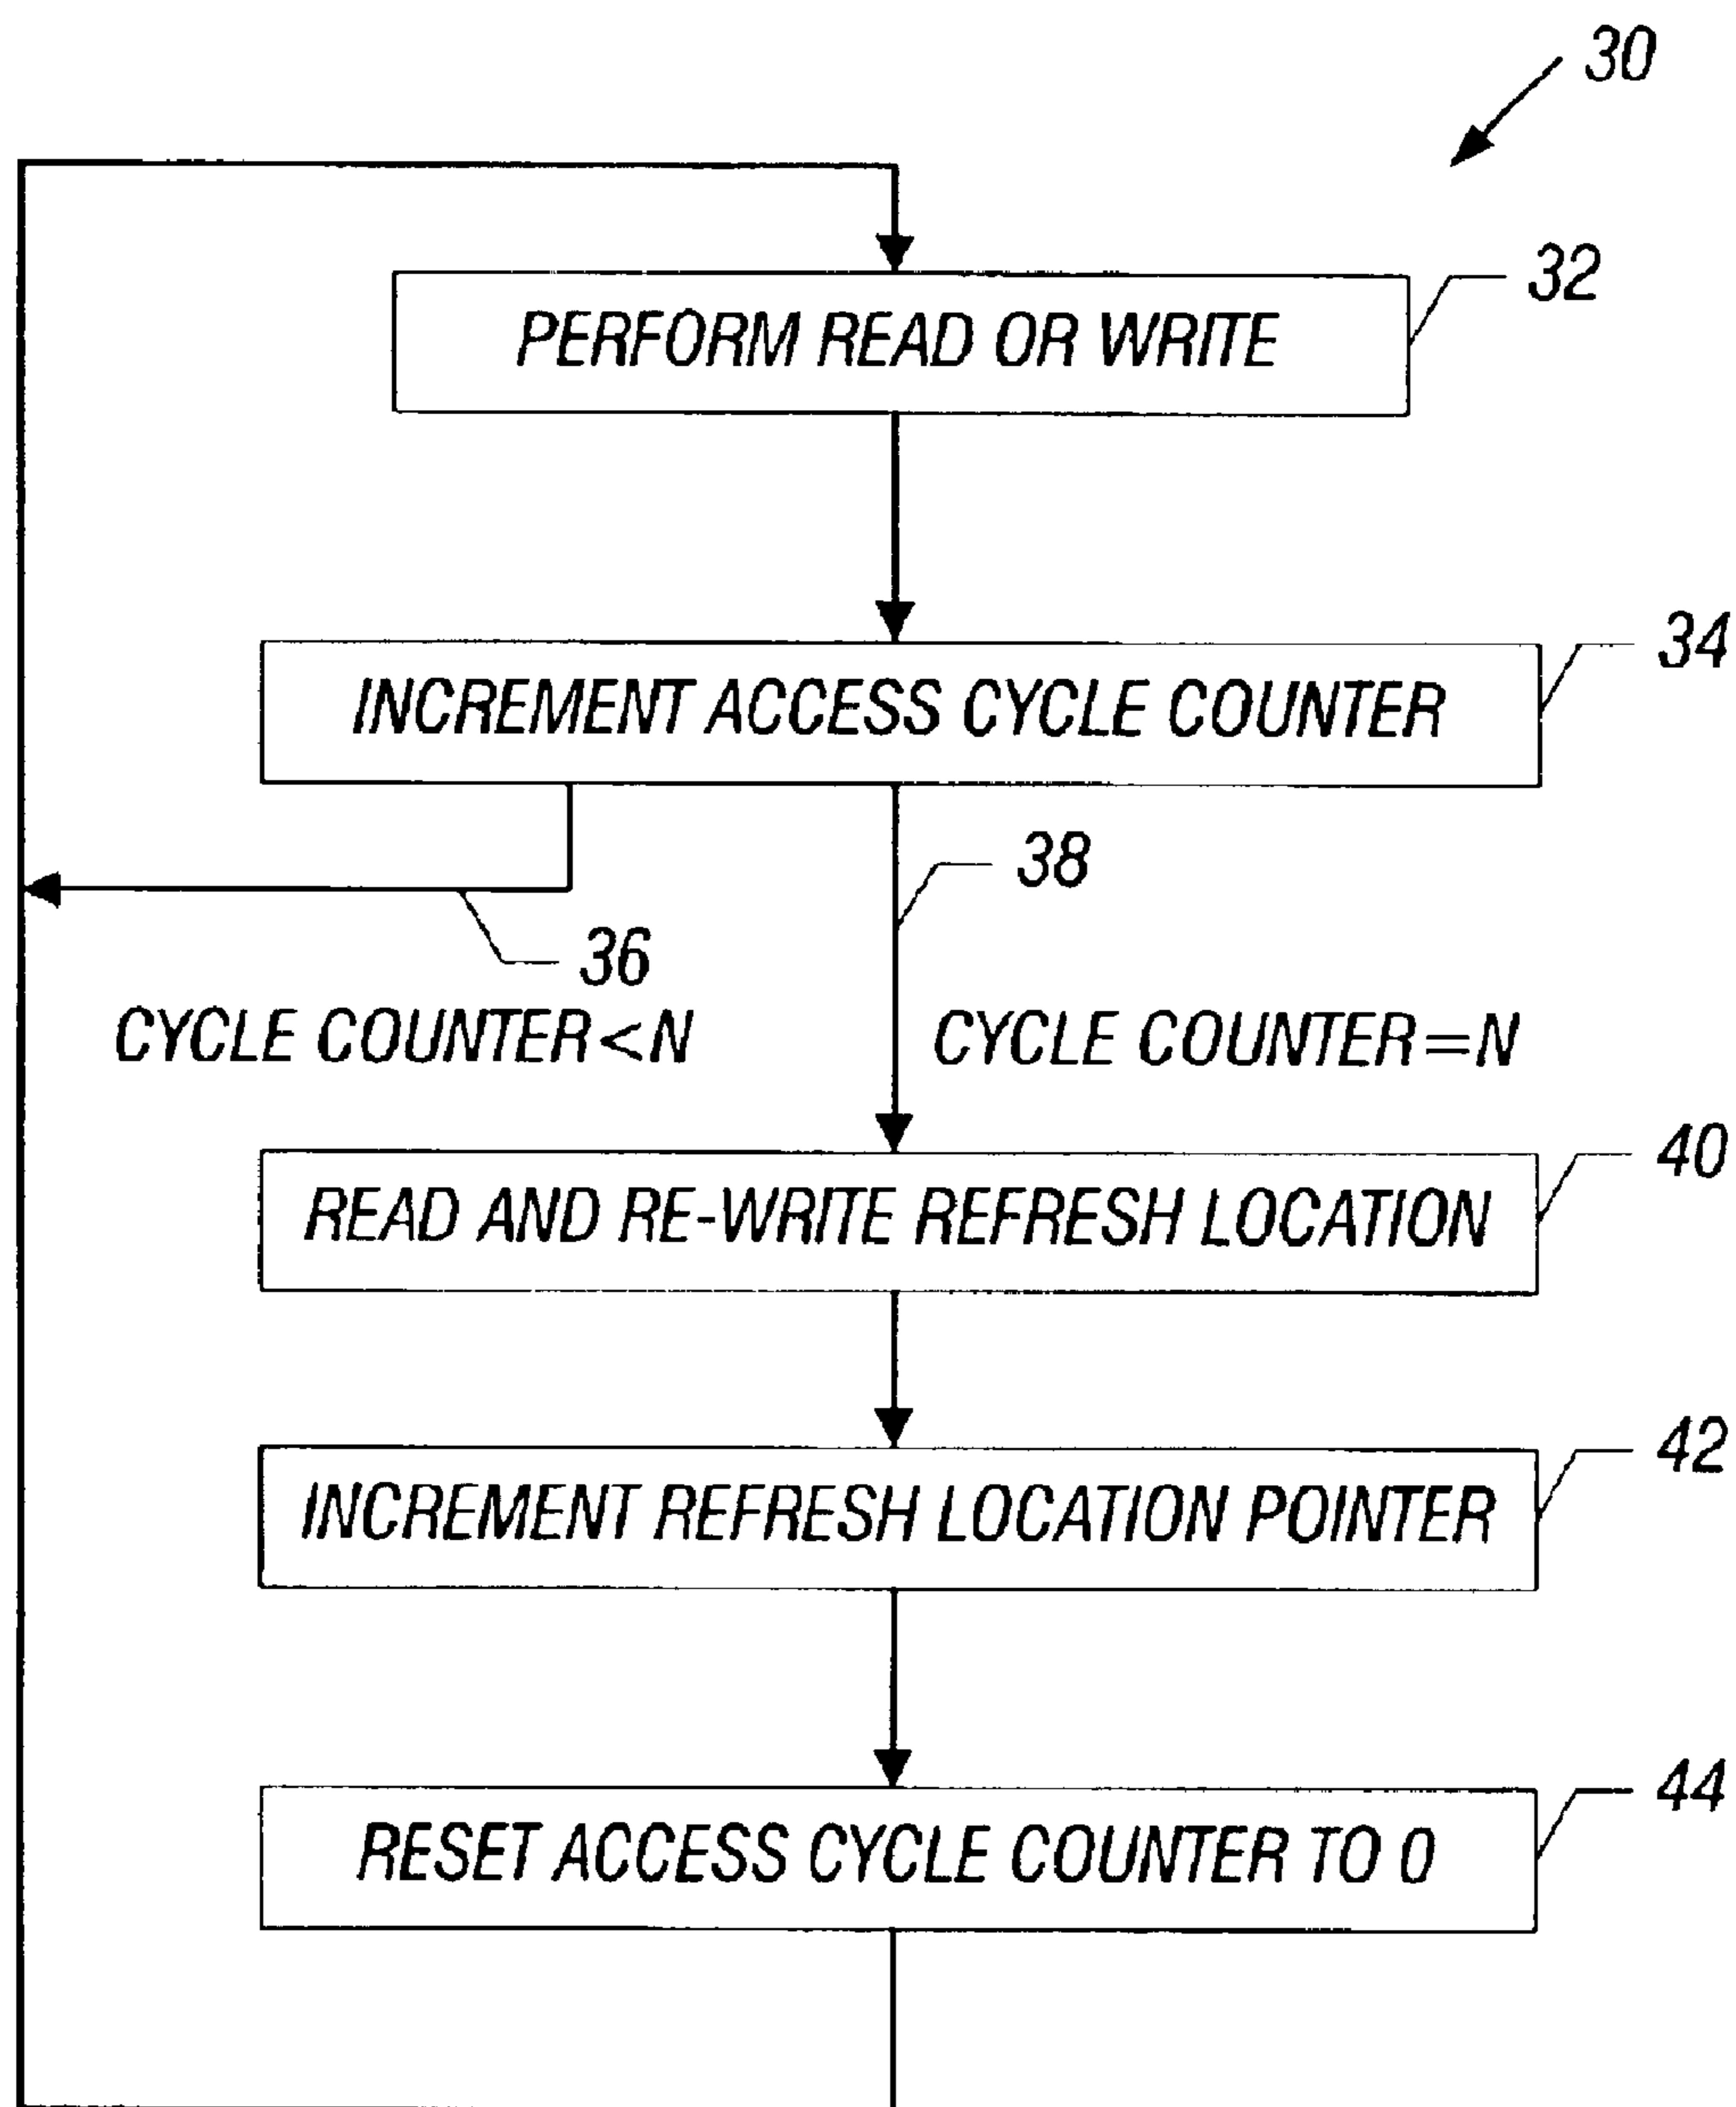 30
32
PERFORM READ OR WRITE
34
INCREMENT ACCESS CYCLE COUNTER
38
36
CYCLE COUNTER<N
CYCLE COUNTER=N
40
READ AND RE-WRITE REFRESH LOCATION
42
INCREMENT REFRESH LOCATION POINTER
44
RESET ACCESS CYCLE COUNTER TO 0